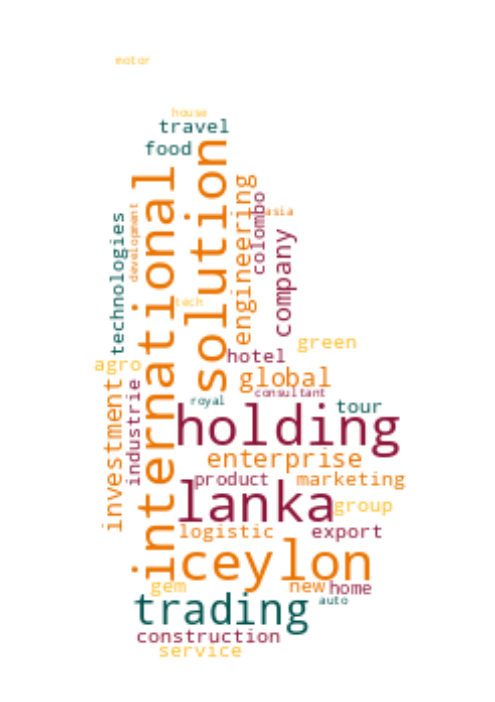 motor
house
travel
food
solution
international
engineering
colombo
asia
development
technologies
company
tech
green
hotel
agro
global
consultant
industrie
investment
royal
tour
holding
enterprise
product
marketing
lanka
group
logistic
export
ceylon
gem
new
home
auto
trading
construction
service